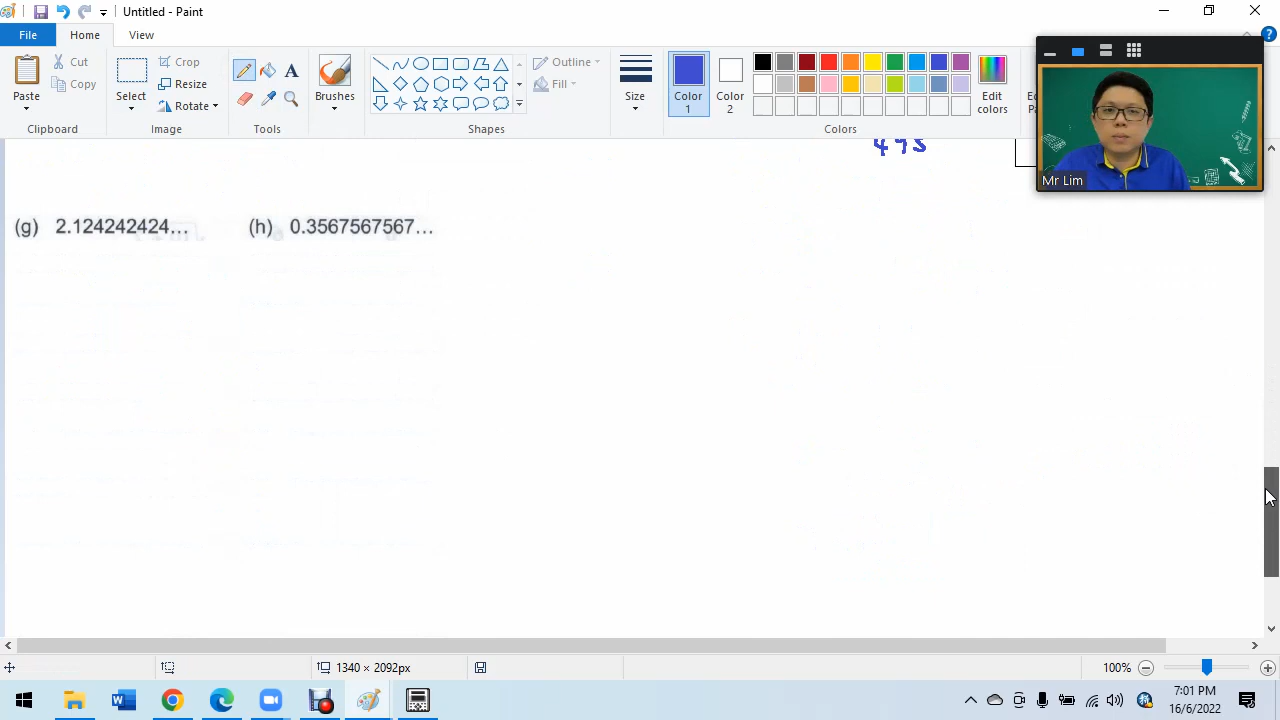 Untitled - Paint
File Home View
Paste
Cut
Copy
Clipboard
Select
Crop
Resize
Rotate
Image
A
Tools
Brushes
Outline
Fill
Shapes
Size
Color 1
Color 2
Colors
Edit colors
?
Mr Lim
498
(g) 2.124242424... (h) 0.3567567567...
1340 × 2092px
100%
W
7:01 PM
16/6/2022